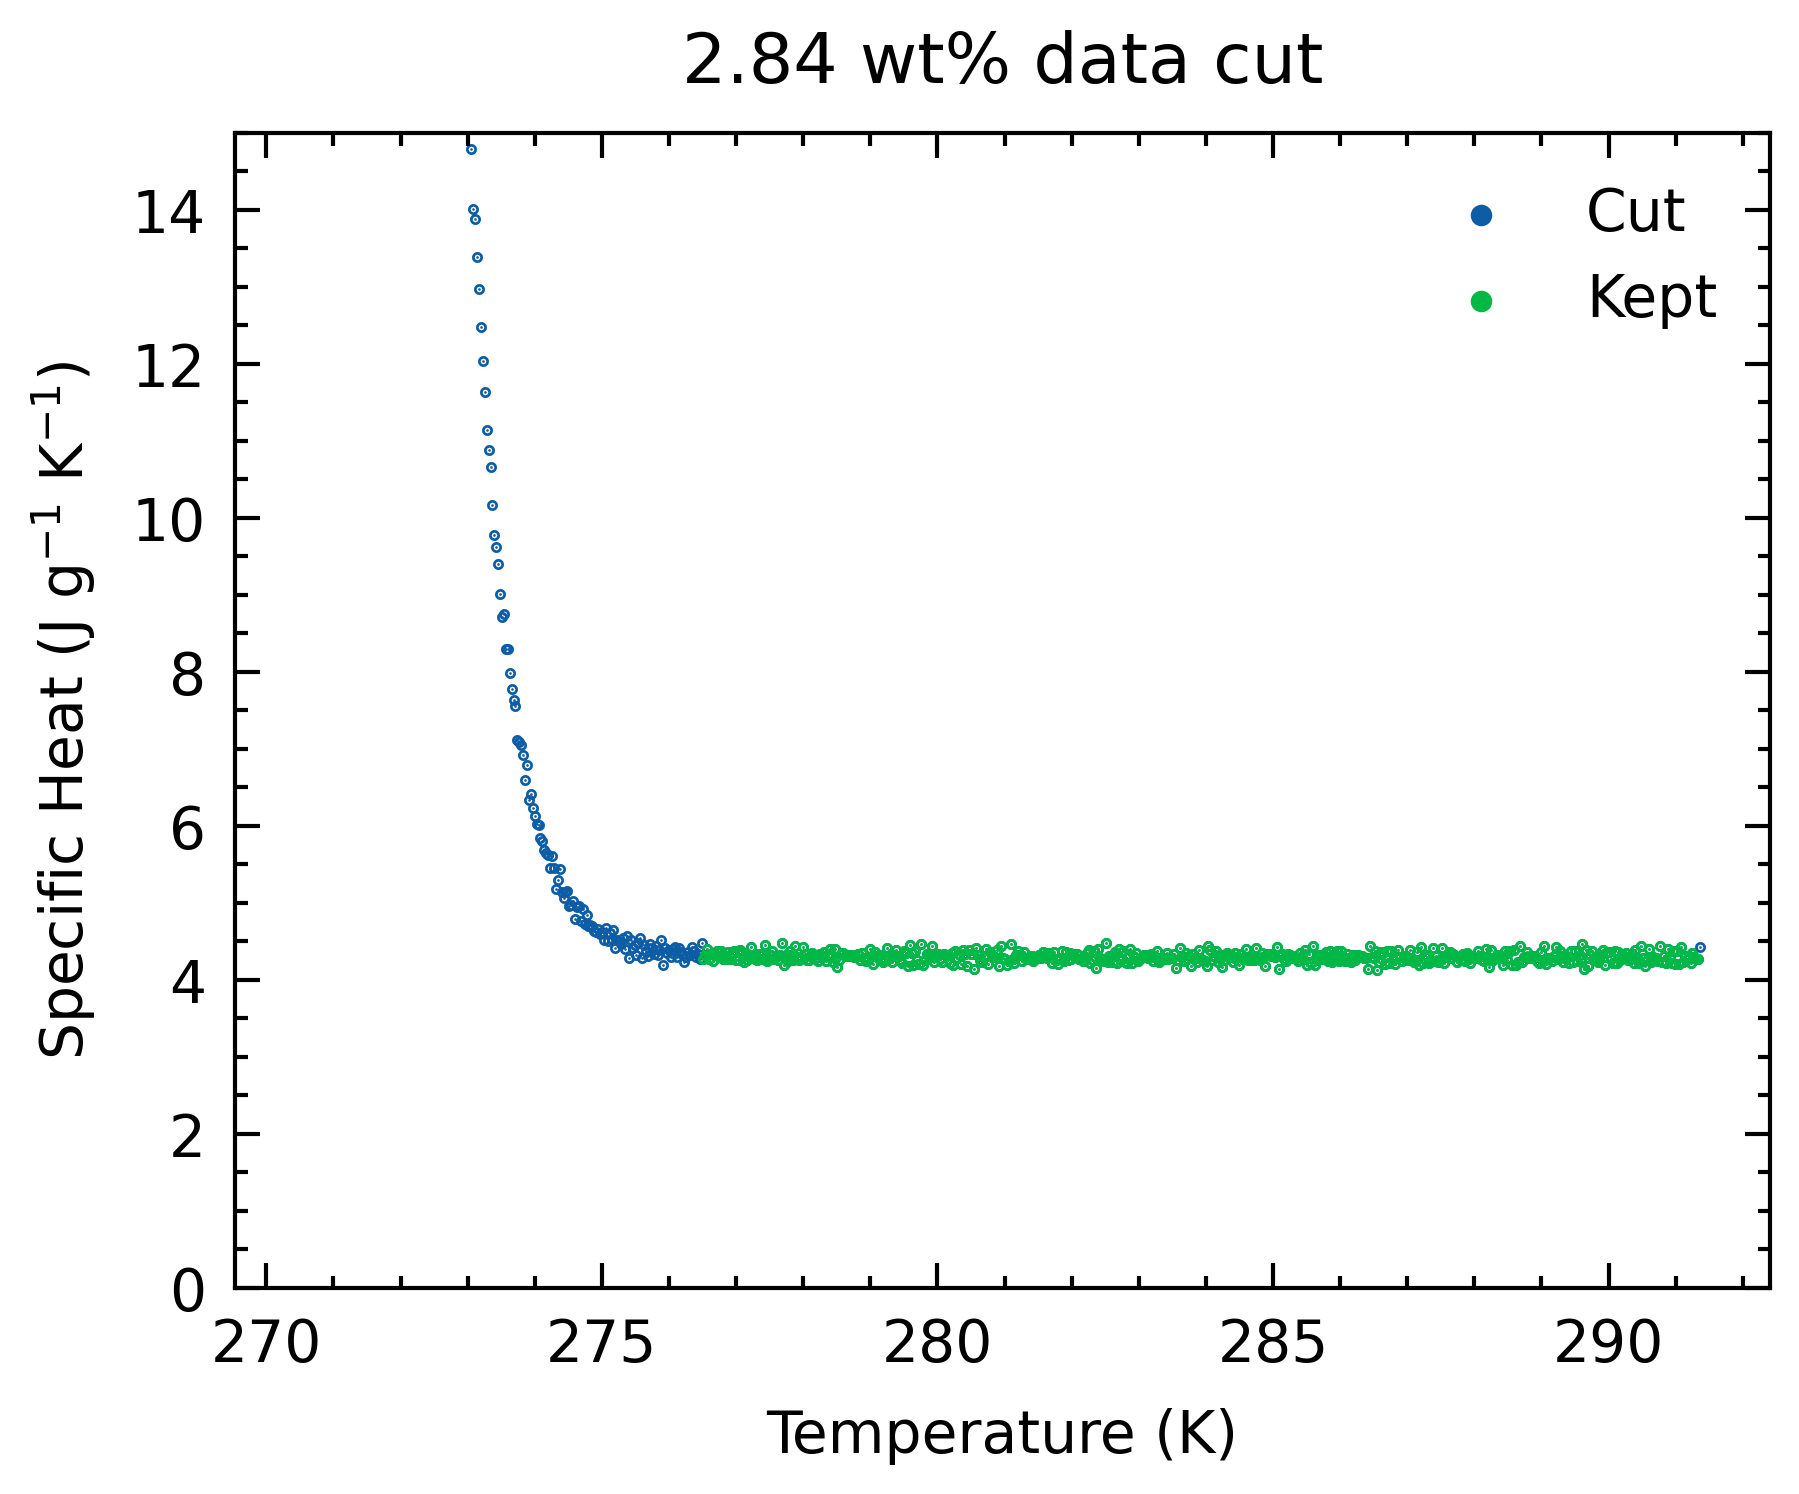 2.84 wt% data cut
Cut
Kept
14
12
10
8
6
4
2
0
Specific Heat (J g⁻¹ K⁻¹)
270 275 280 285 290
Temperature (K)